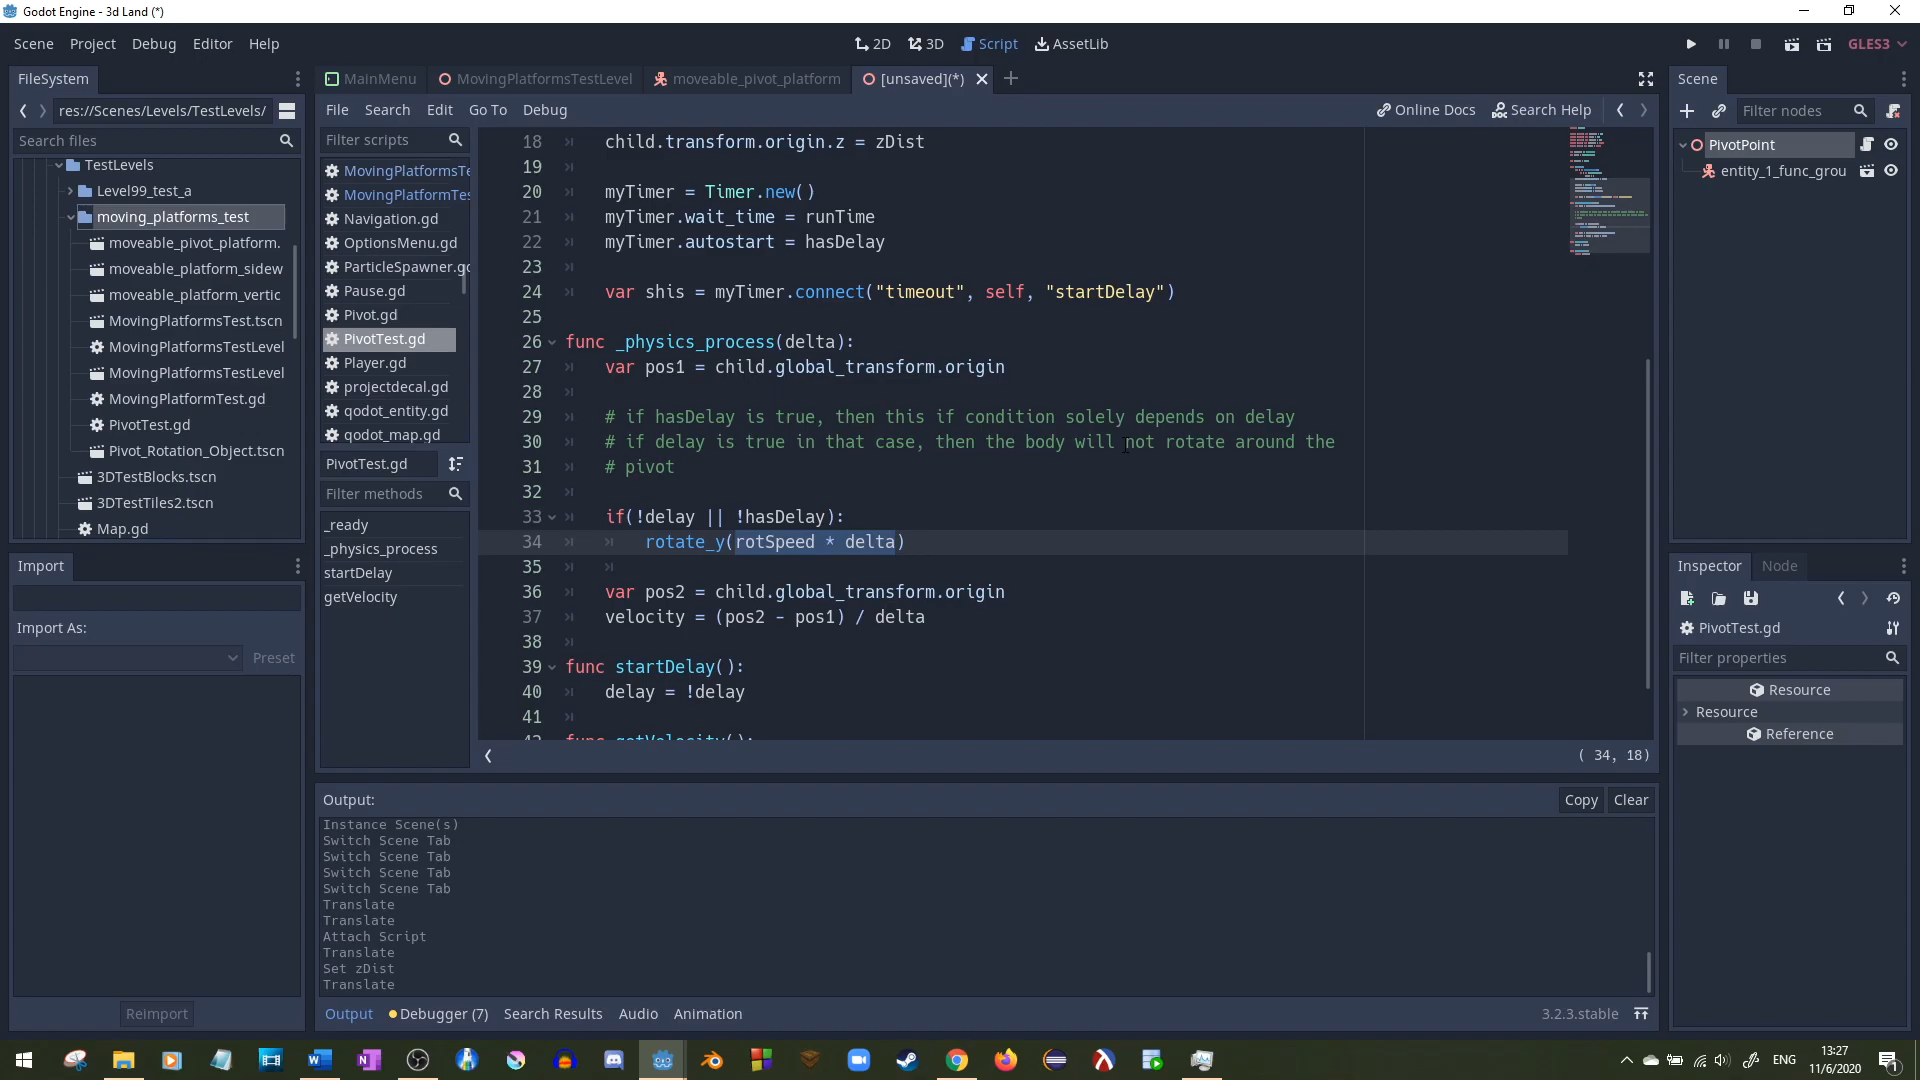 Godot Engine - 3d Land (*)
Scene Project Debug Editor Help
2D 3D Script AssetLib
GLES3
FileSystem
res://Scenes/Levels/TestLevels/
Search files
TestLevels
Level99_test_a
moving_platforms_test
moveable_pivot_platform.
moveable_platform_sidew
moveable_platform_vertic
MovingPlatformsTest.tscn
MovingPlatformsTestLevel
MovingPlatformsTestLevel
MovingPlatformTest.gd
PivotTest.gd
Pivot_Rotation_Object.tscn
3DTestBlocks.tscn
3DTestTiles2.tscn
Map.gd
Import
Import As:
Preset
Reimport
MainMenu MovingPlatformsTestLevel moveable_pivot_platform [unsaved](*)
File Search Edit Go To Debug
Online Docs Search Help
Filter scripts
MovingPlatformsTe
MovingPlatformTes
Navigation.gd
OptionsMenu.gd
ParticleSpawner.gd
Pause.gd
Pivot.gd
PivotTest.gd
Player.gd
projectdecal.gd
qodot_entity.gd
qodot_map.gd
PivotTest.gd
Filter methods
_ready
_physics_process
startDelay
getVelocity
18 child.transform.origin.z = zDist
19
20 myTimer = Timer.new()
21 myTimer.wait_time = runTime
22 myTimer.autostart = hasDelay
23
24 var shis = myTimer.connect("timeout", self, "startDelay")
25
26 func _physics_process(delta):
27 var pos1 = child.global_transform.origin
28
29 # if hasDelay is true, then this if condition solely depends on delay
30 # if delay is true in that case, then the body will not rotate around the
31 # pivot
32
33 if(!delay || !hasDelay):
34 rotate_y(rotSpeed * delta)
35
36 var pos2 = child.global_transform.origin
37 velocity = (pos2 - pos1) / delta
38
39 func startDelay():
40 delay = !delay
41
42 func getVelocity():
( 34, 18)
Output:
Copy Clear
Instance Scene(s)
Switch Scene Tab
Switch Scene Tab
Switch Scene Tab
Switch Scene Tab
Translate
Translate
Attach Script
Translate
Set zDist
Translate
Output Debugger (7) Search Results Audio Animation
3.2.3.stable
Scene
Filter nodes
PivotPoint
entity_1_func_grou
Inspector Node
PivotTest.gd
Filter properties
Resource
Resource
Reference
ENG
13:27
11/6/2020
1